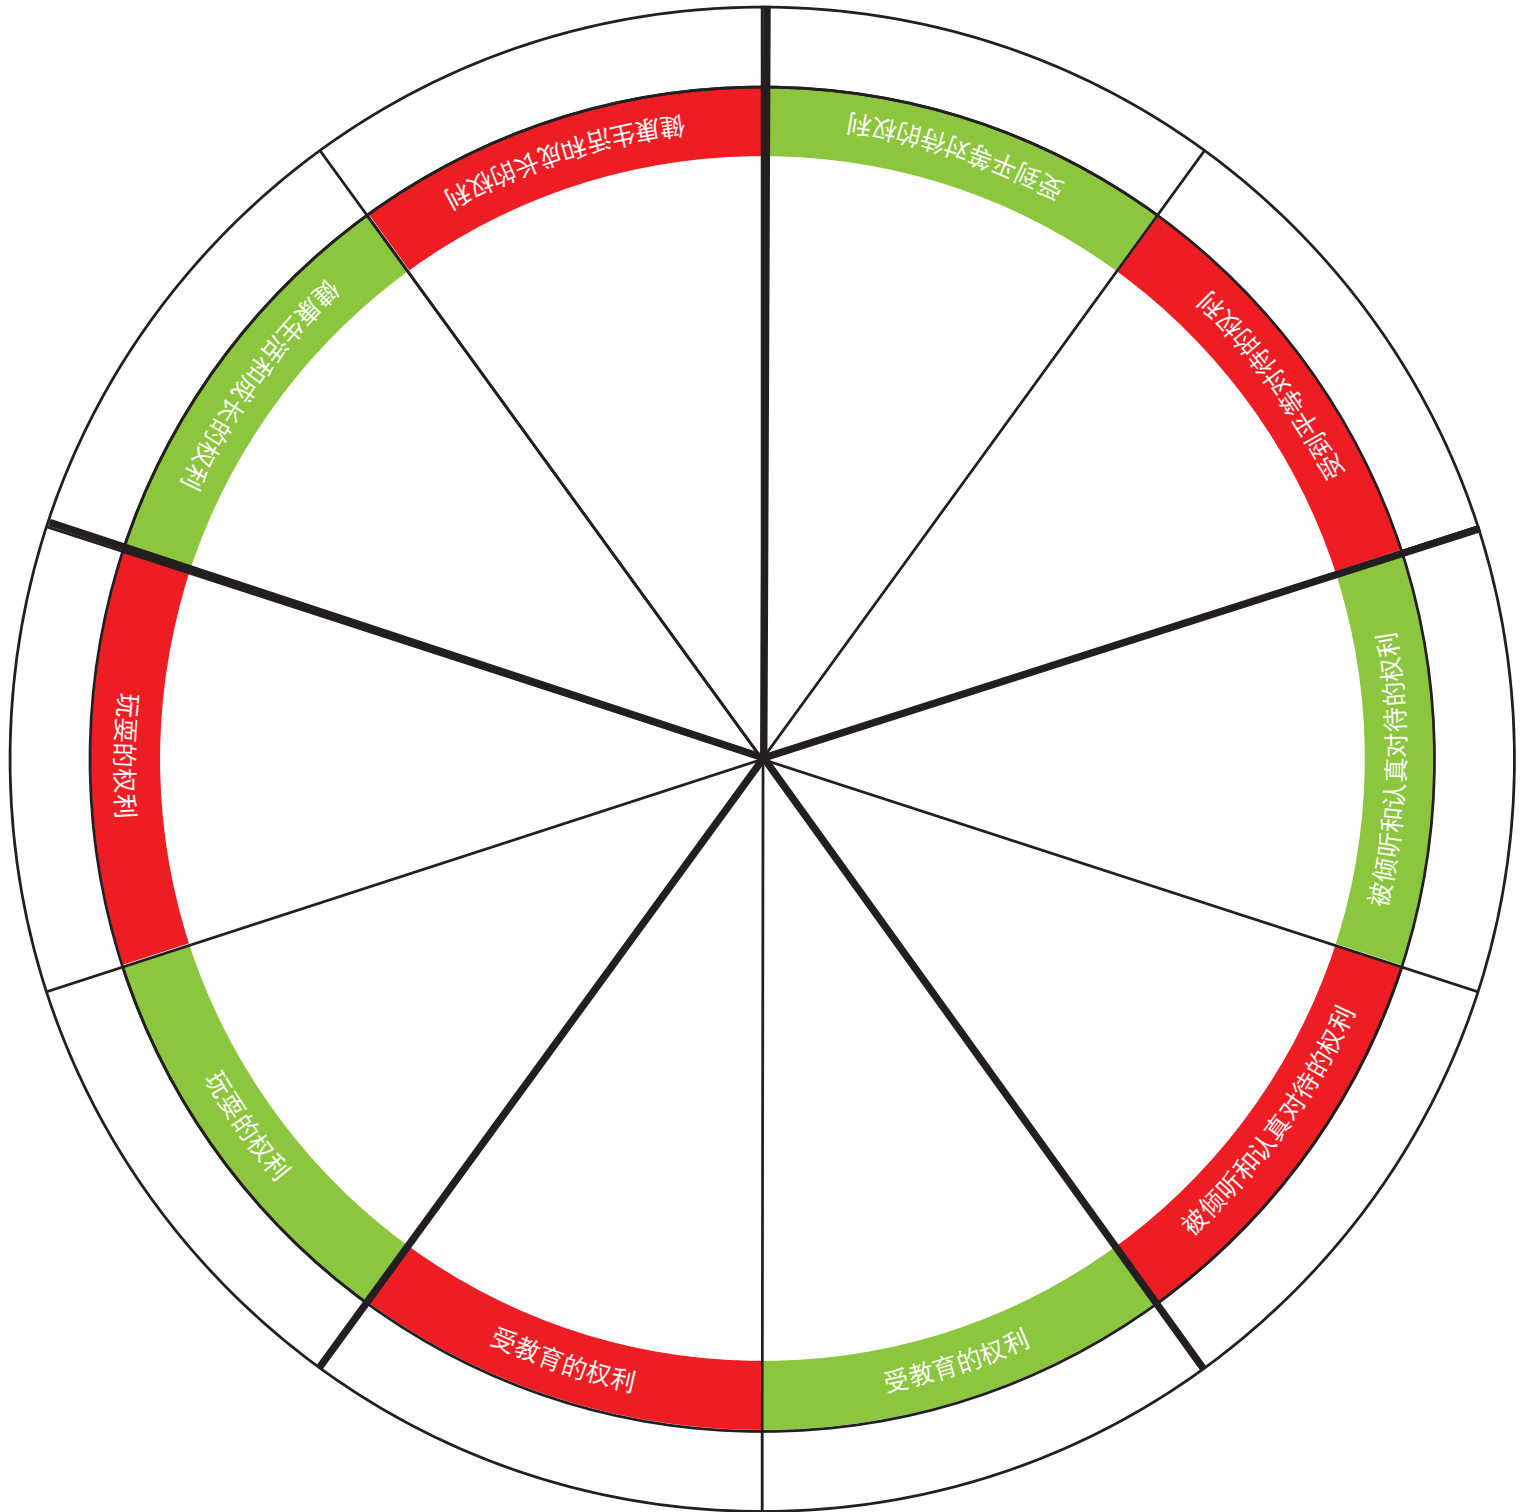 受到平等对待的权利
受到平等对待的权利
被倾听和认真对待的权利
被倾听和认真对待的权利
受教育的权利
受教育的权利
玩耍的权利
玩耍的权利
健康生活和成长的权利
健康生活和成长的权利